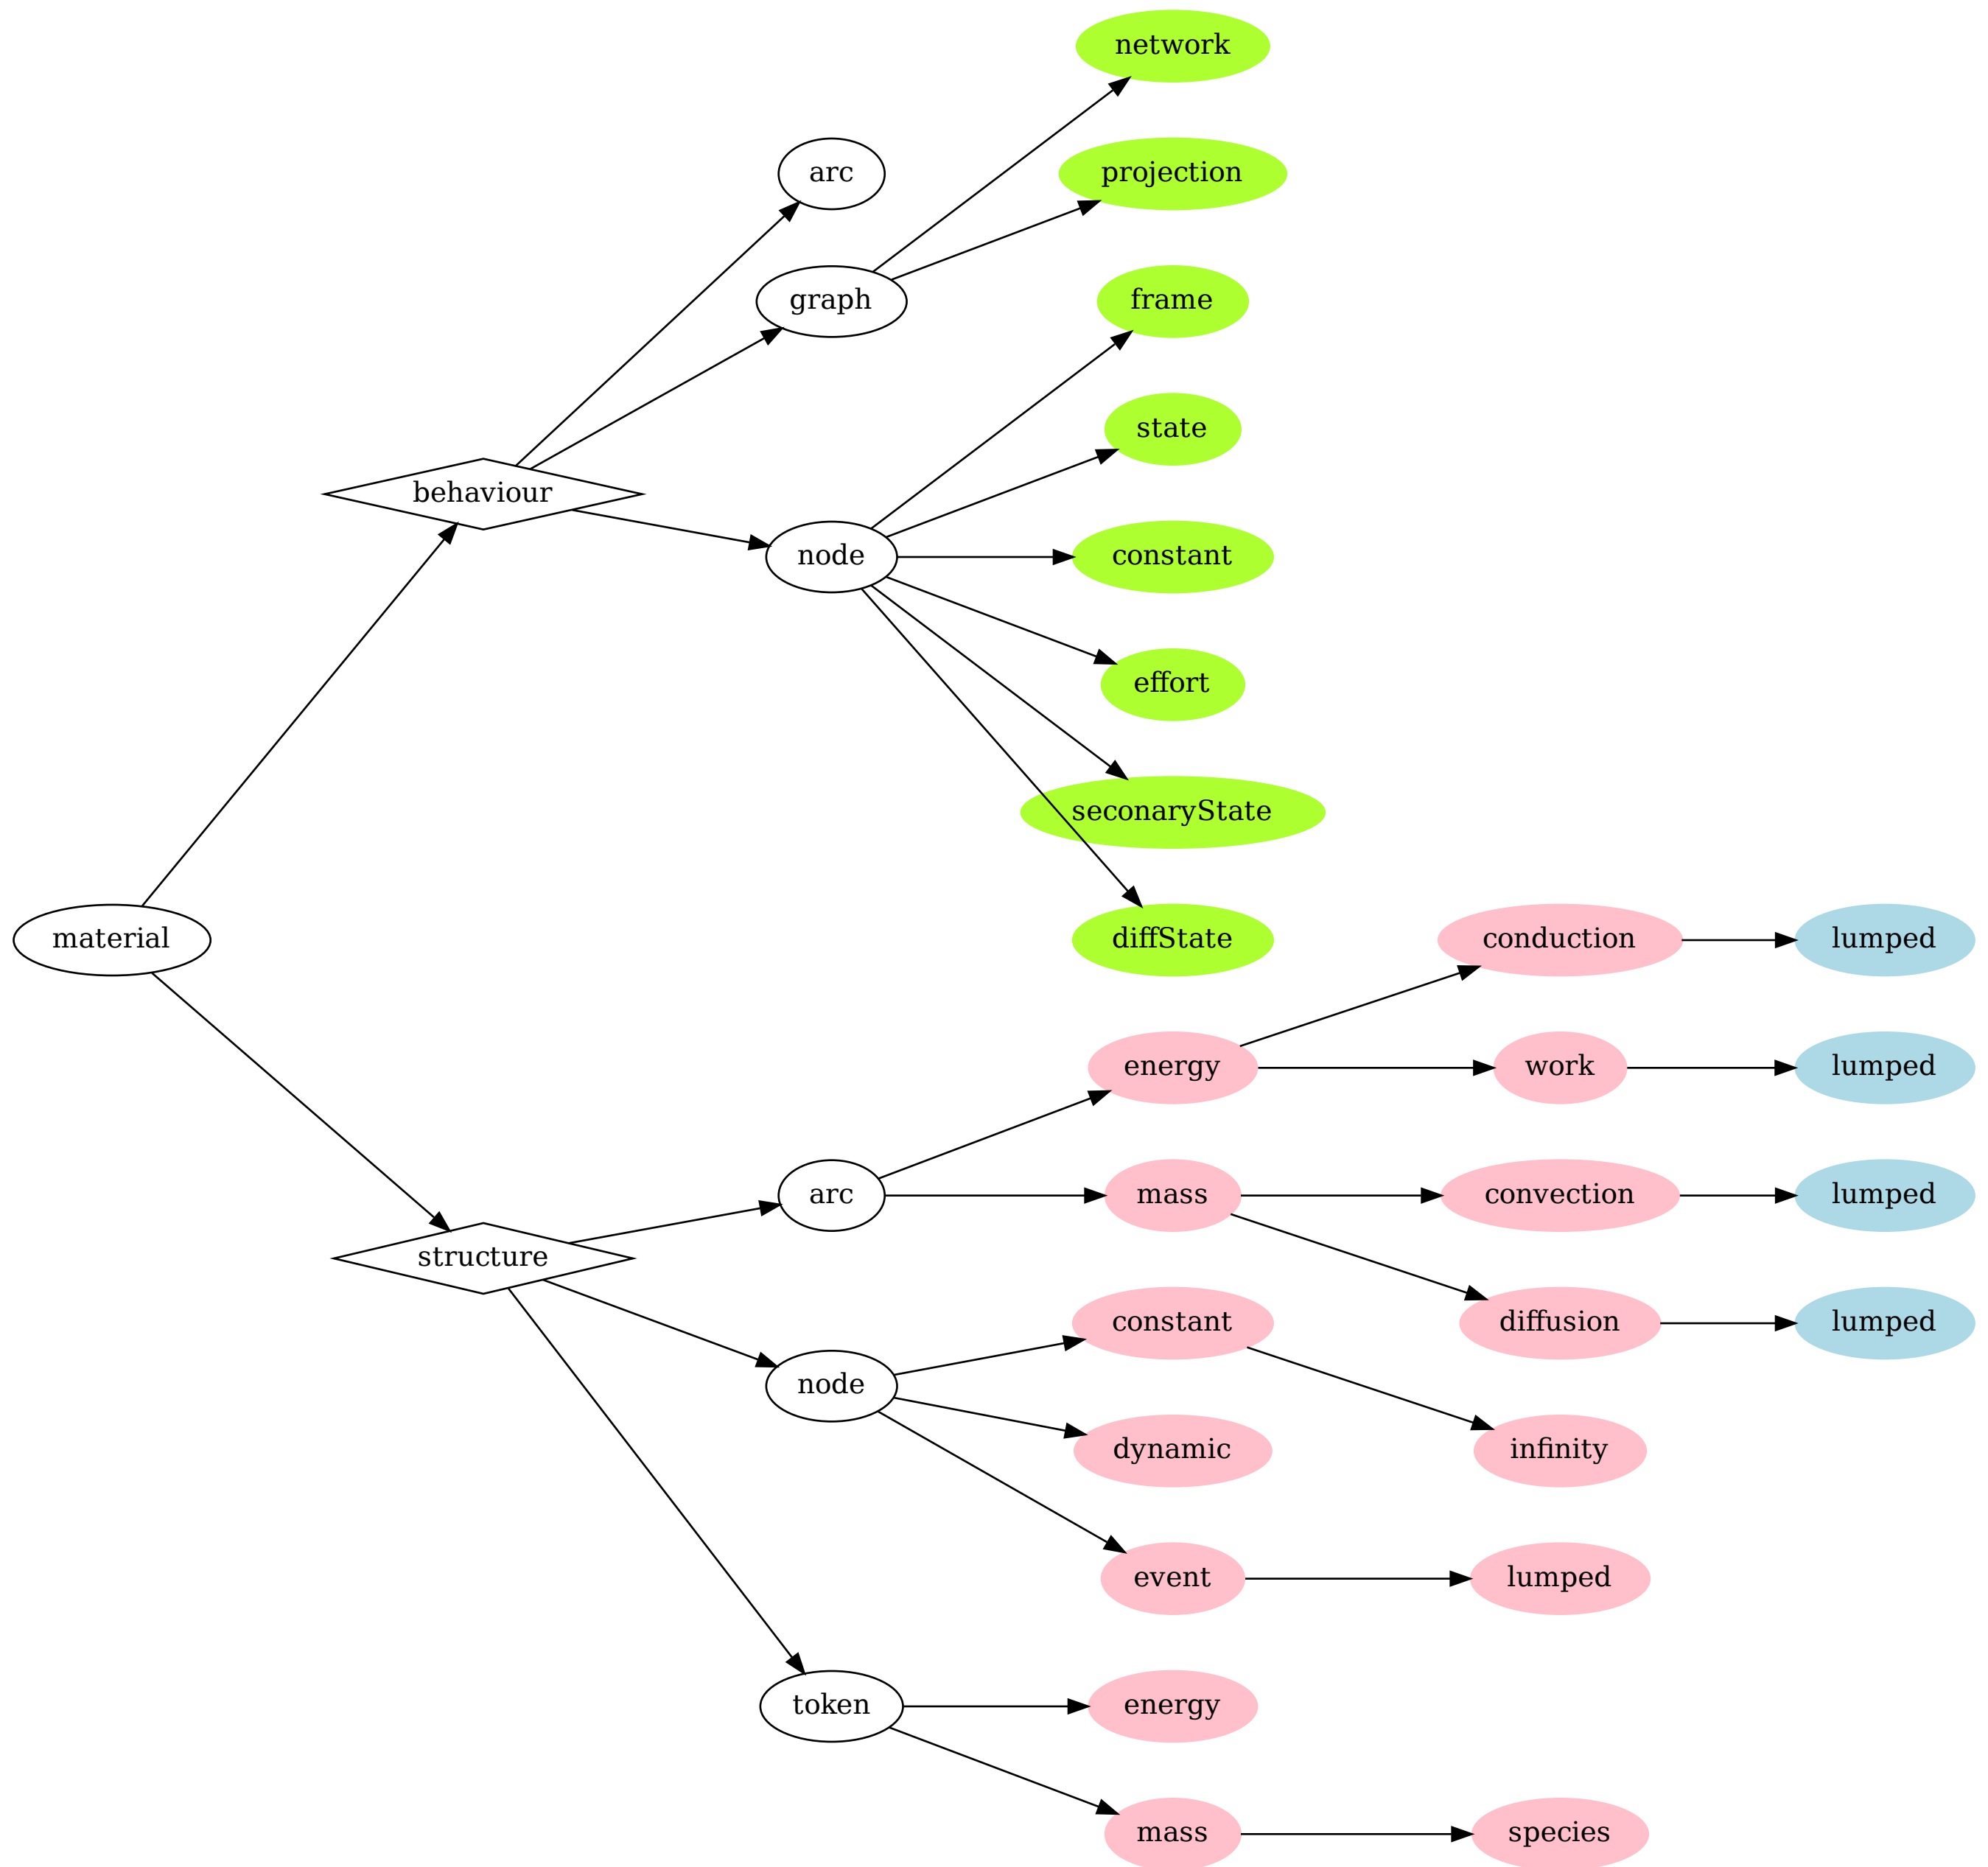 network
arc
projection
graph
frame
state
behaviour
node
constant
effort
seconaryState
material
diffState
conduction
lumped
energy
work
lumped
arc
mass
convection
lumped
structure
constant
diffusion
lumped
node
dynamic
infinity
event
lumped
token
energy
mass
species